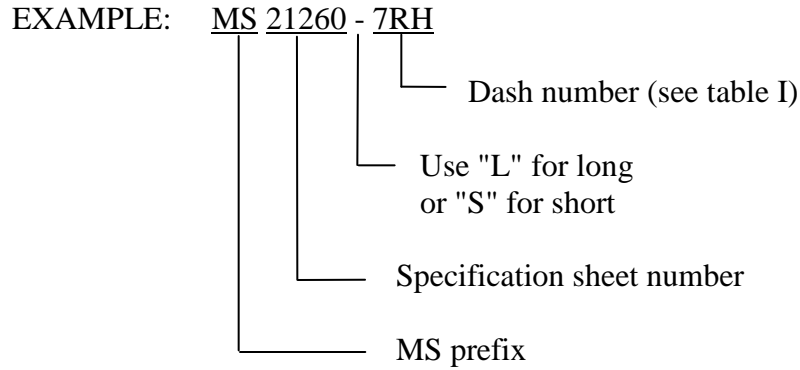 EXAMPLE: MS 21260 - 7RH
Dash number (see table I)
Use "L" for long
or "S" for short
Specification sheet number
MS prefix